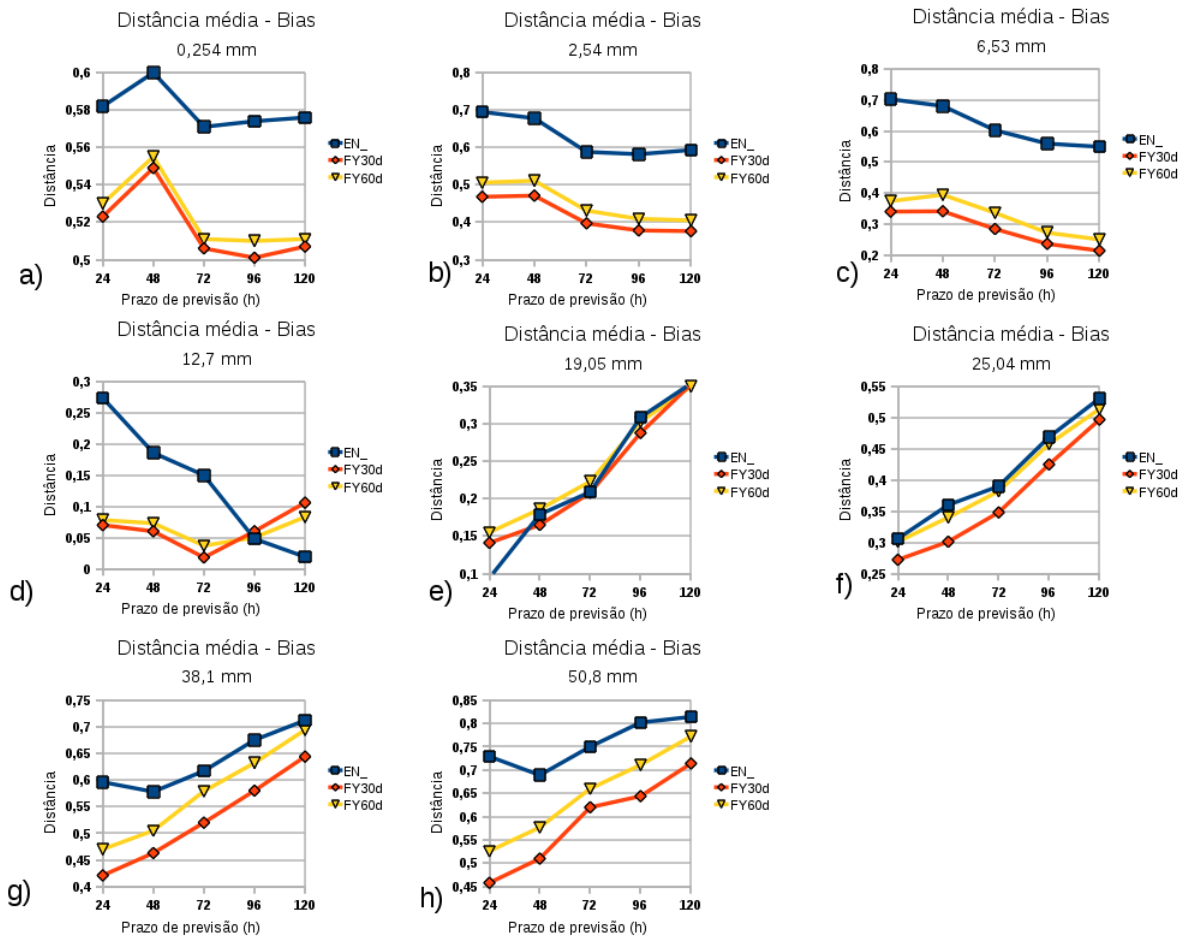 Distância média - Bias
0,254 mm
0,6
0,58
0,56
0,54
0,52
0,5
Distância
24 48 72 96 120
Prazo de previsão (h)
EN_
FY30d
FY60d
a)
Distância média - Bias
2,54 mm
0,8
0,7
0,6
0,5
0,4
0,3
Distância
24 48 72 96 120
Prazo de previsão (h)
EN_
FY30d
FY60d
b)
Distância média - Bias
6,53 mm
0,8
0,7
0,6
0,5
0,4
0,3
0,2
Distância
24 48 72 96 120
Prazo de previsão (h)
EN_
FY30d
FY60d
c)
Distância média - Bias
12,7 mm
0,3
0,25
0,2
0,15
0,1
0,05
0
Distância
24 48 72 96 120
Prazo de previsão (h)
EN_
FY30d
FY60d
d)
Distância média - Bias
19,05 mm
0,35
0,3
0,25
0,2
0,15
0,1
Distância
24 48 72 96 120
Prazo de previsão (h)
EN_
FY30d
FY60d
e)
Distância média - Bias
25,04 mm
0,55
0,5
0,45
0,4
0,35
0,3
0,25
Distância
24 48 72 96 120
Prazo de previsão (h)
EN_
FY30d
FY60d
f)
Distância média - Bias
38,1 mm
0,75
0,7
0,65
0,6
0,55
0,5
0,45
0,4
Distância
24 48 72 96 120
Prazo de previsão (h)
EN_
FY30d
FY60d
g)
Distância média - Bias
50,8 mm
0,85
0,8
0,75
0,7
0,65
0,6
0,55
0,5
0,45
Distância
24 48 72 96 120
Prazo de previsão (h)
EN_
FY30d
FY60d
h)